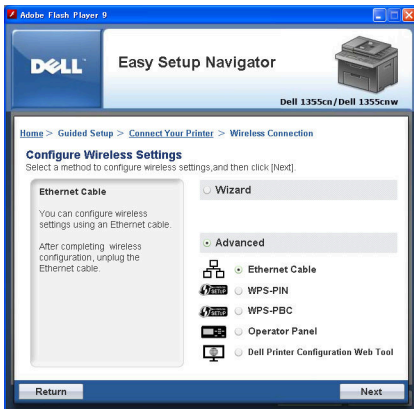 Adobe Flash Player 9
DELL
Easy Setup Navigator
Dell 1355cn/Dell 1355cnw
Home > Guided Setup > Connect Your Printer > Wireless Connection
Configure Wireless Settings
Select a method to configure wireless settings,and then click [Next].
Ethernet Cable
You can configure wireless
settings using an Ethernet cable.
After completing wireless
configuration, unplug the
Ethernet cable.
Wizard
Advanced
Ethernet Cable
WPS-PIN
WPS-PBC
Operator Panel
Dell Printer Configuration Web Tool
Return
Next